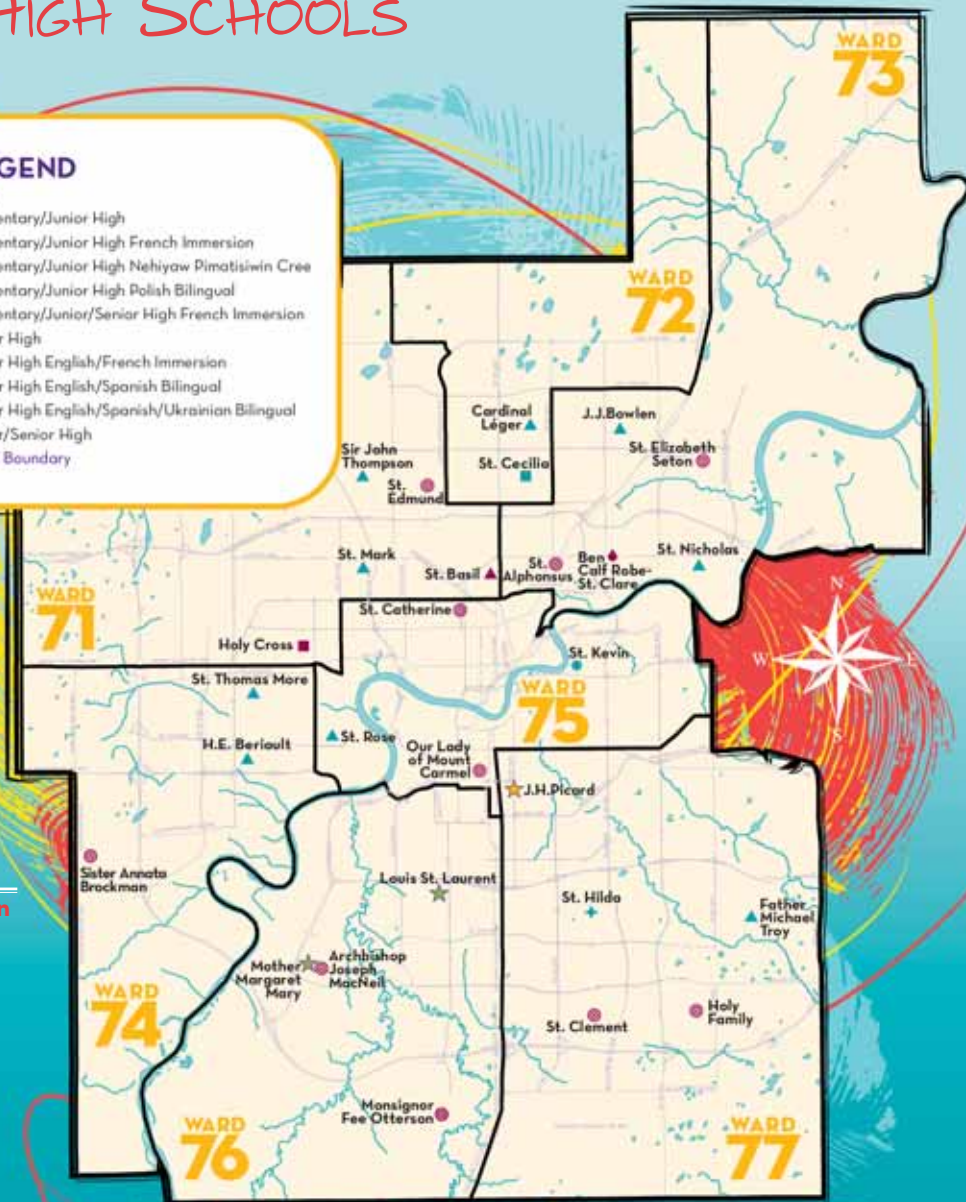 HIGH SCHOOLS
GEND
entary/Junior High
entary/Junior High French Immersion
entary/Junior High Nehiyaw Pimatisiwin Cree
entary/Junior High Polish Bilingual
entary/Junior/Senior High French Immersion
r High
r High English/French Immersion
r High English/Spanish Bilingual
r High English/Spanish/Ukrainian Bilingual
r/Senior High
Boundary
WARD
73
WARD
72
Cardinal
Léger
J.J.Bowlen
Sir John
Thompson
St. Cecilia
St. Elizabeth
Seton
St.
Edmund
St. Mark
St. Basil
St.
Alphonsus
Ben
Calf Robe-
St. Clare
St. Nicholas
WARD
71
St. Catherine
Holy Cross
St. Kevin
N
W
E
S
St. Thomas More
WARD
75
H.E. Beriault
St. Rose
Our Lady
of Mount
Carmel
J.H.Picard
Sister Annata
Brockman
Louis St. Laurent
St. Hilda
n
Father
Michael
Troy
Mother
Margaret
Mary
Archbishop
Joseph
MacNeil
WARD
74
St. Clement
Holy
Family
Monsignor
Fee Otterson
WARD
76
WARD
77